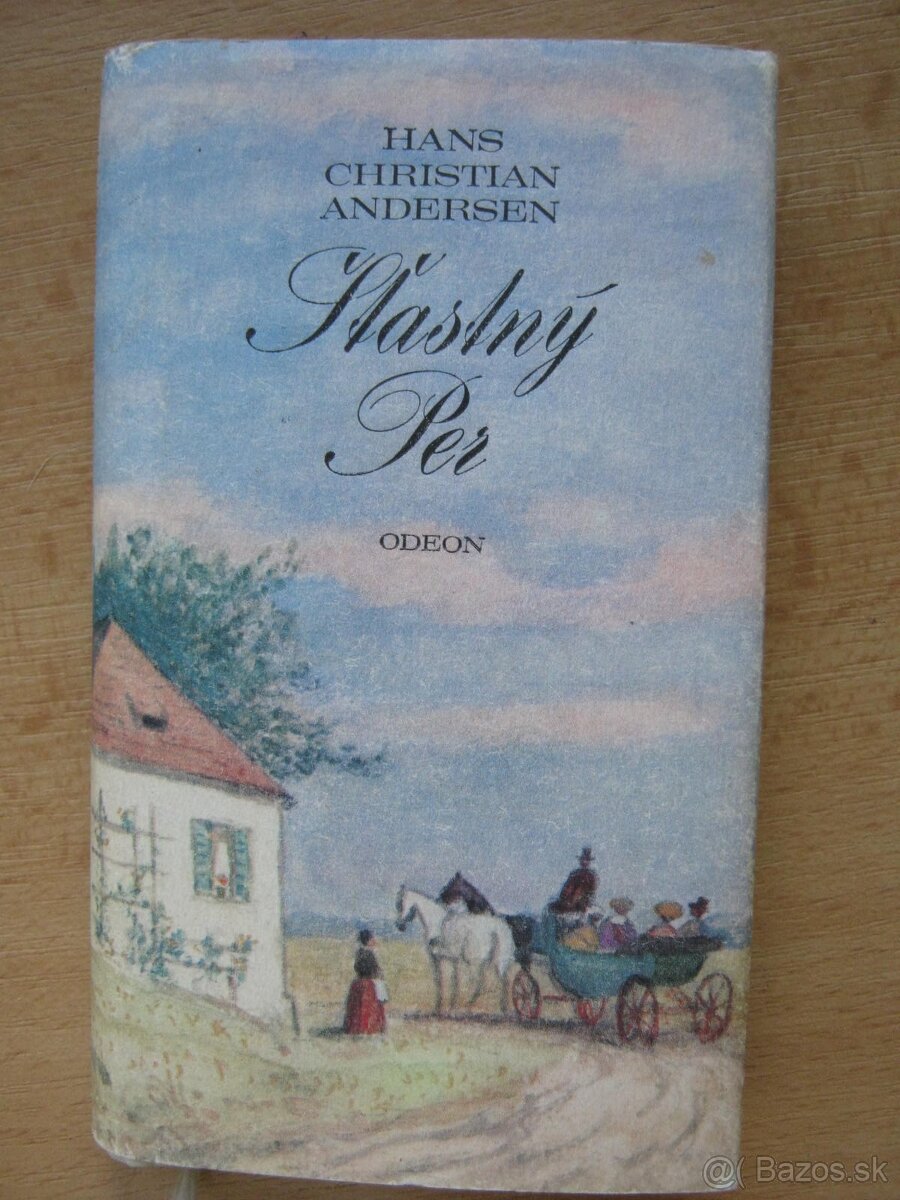 HANS
CHRISTIAN
ANDERSEN
Šťastný
Per
ODEON
@( Bazos.sk